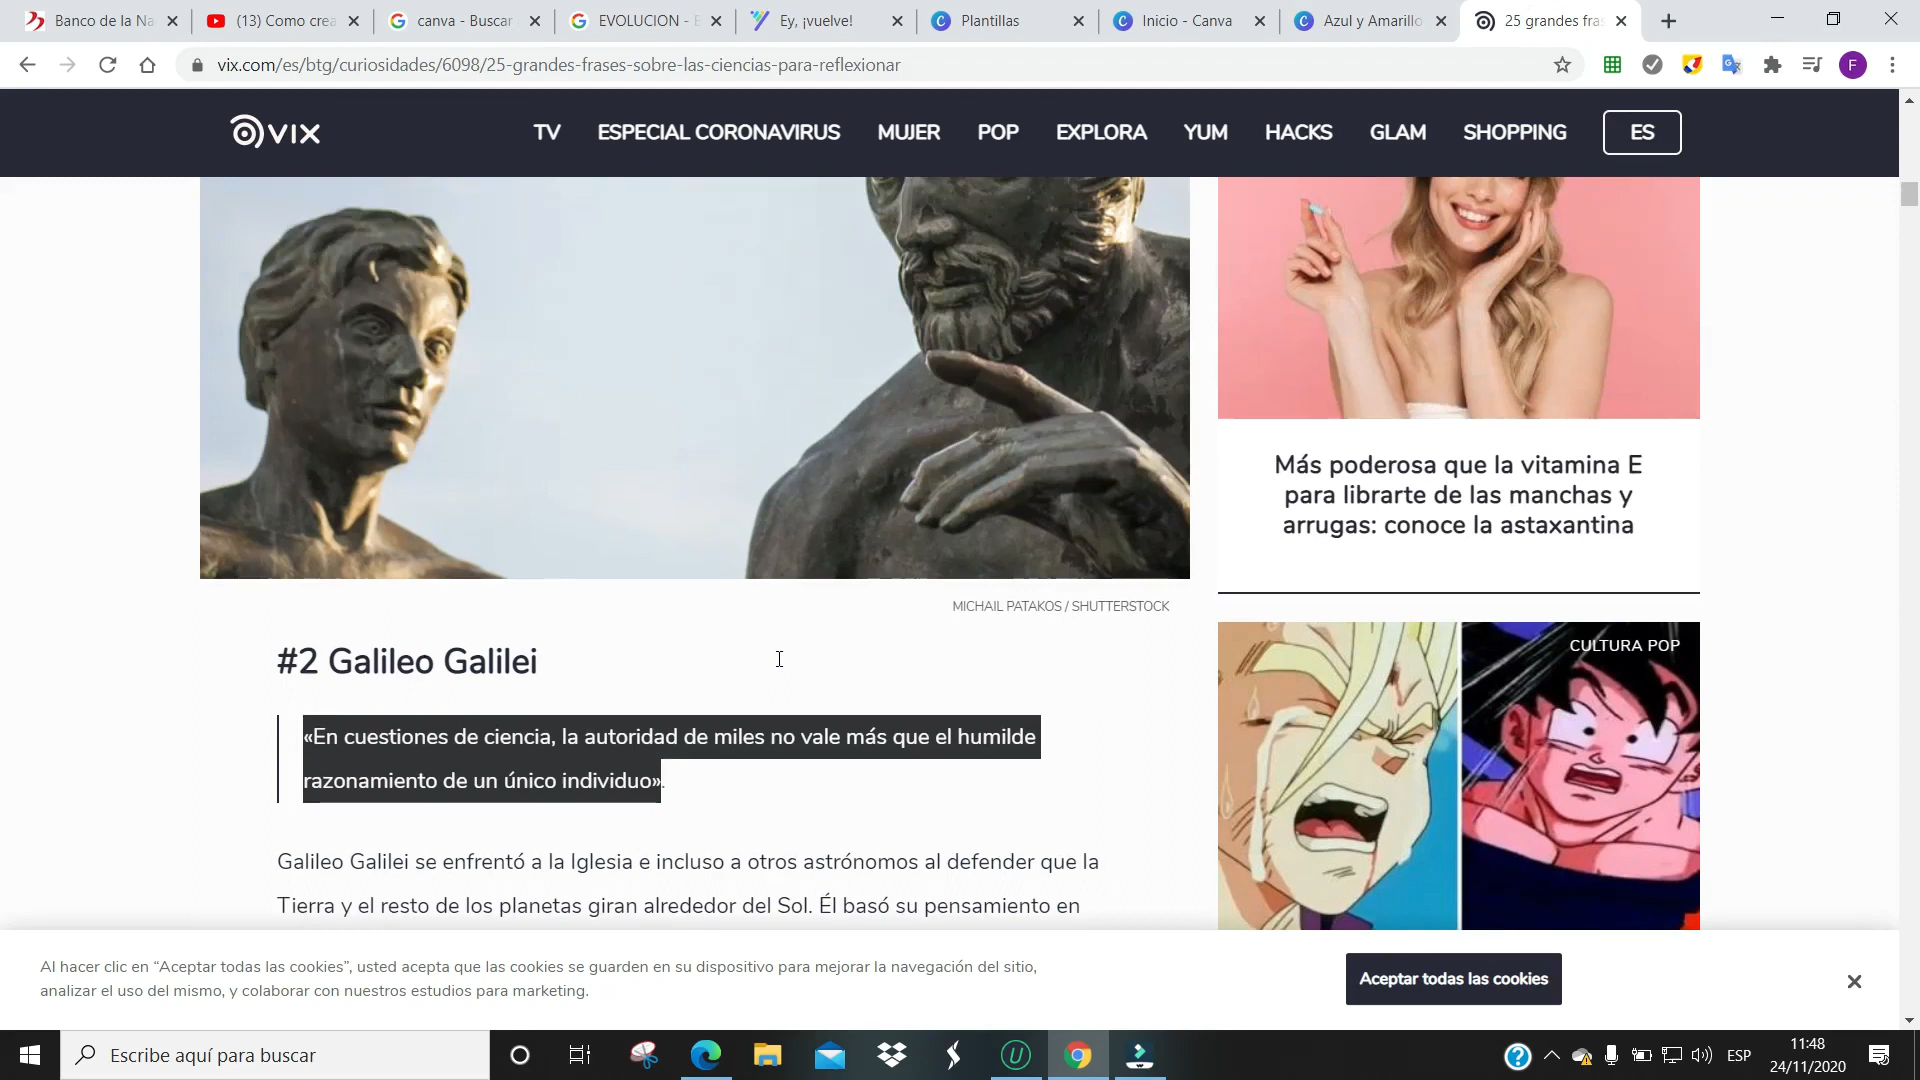 Banco de la Na
(13) Como crea
canva - Buscar
EVOLUCION - E
Ey, ¡vuelve!
Plantillas
Inicio - Canva
Azul y Amarillo
25 grandes fras
vix.com/es/btg/curiosidades/6098/25-grandes-frases-sobre-las-ciencias-para-reflexionar
F
VIX
TV
ESPECIAL CORONAVIRUS
MUJER
POP
EXPLORA
YUM
HACKS
GLAM
SHOPPING
ES
MICHAIL PATAKOS / SHUTTERSTOCK
#2 Galileo Galilei
«En cuestiones de ciencia, la autoridad de miles no vale más que el humilde
razonamiento de un único individuo».
Galileo Galilei se enfrentó a la Iglesia e incluso a otros astrónomos al defender que la
Tierra y el resto de los planetas giran alrededor del Sol. Él basó su pensamiento en
Más poderosa que la vitamina E
para librarte de las manchas y
arrugas: conoce la astaxantina
CULTURA POP
Al hacer clic en “Aceptar todas las cookies”, usted acepta que las cookies se guarden en su dispositivo para mejorar la navegación del sitio,
analizar el uso del mismo, y colaborar con nuestros estudios para marketing.
Aceptar todas las cookies
Escribe aquí para buscar
ESP
11:48
24/11/2020